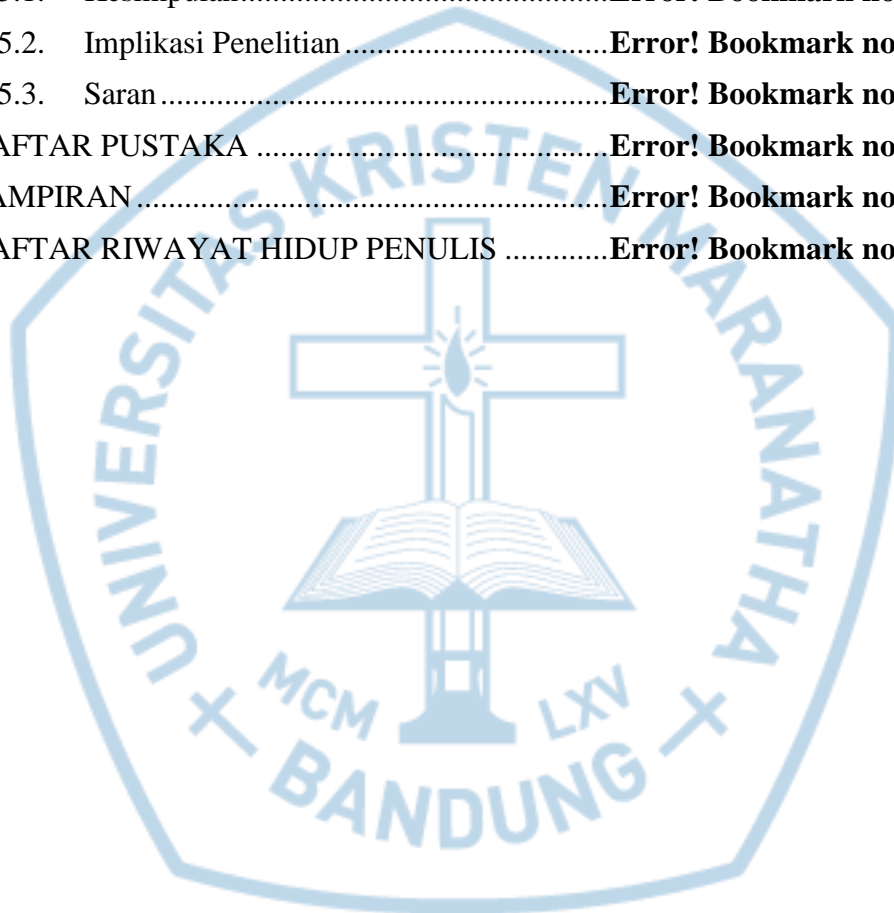 5.2. Implikasi Penelitian ................................... Error! Bookmark no
5.3. Saran ............................................................ Error! Bookmark no
AFTAR PUSTAKA ............................................... Error! Bookmark no
AMPIRAN ............................................................... Error! Bookmark no
AFTAR RIWAYAT HIDUP PENULIS ............. Error! Bookmark no
UNIVERSITAS KRISTEN MARANATHA
MCM LXV
BANDUNG